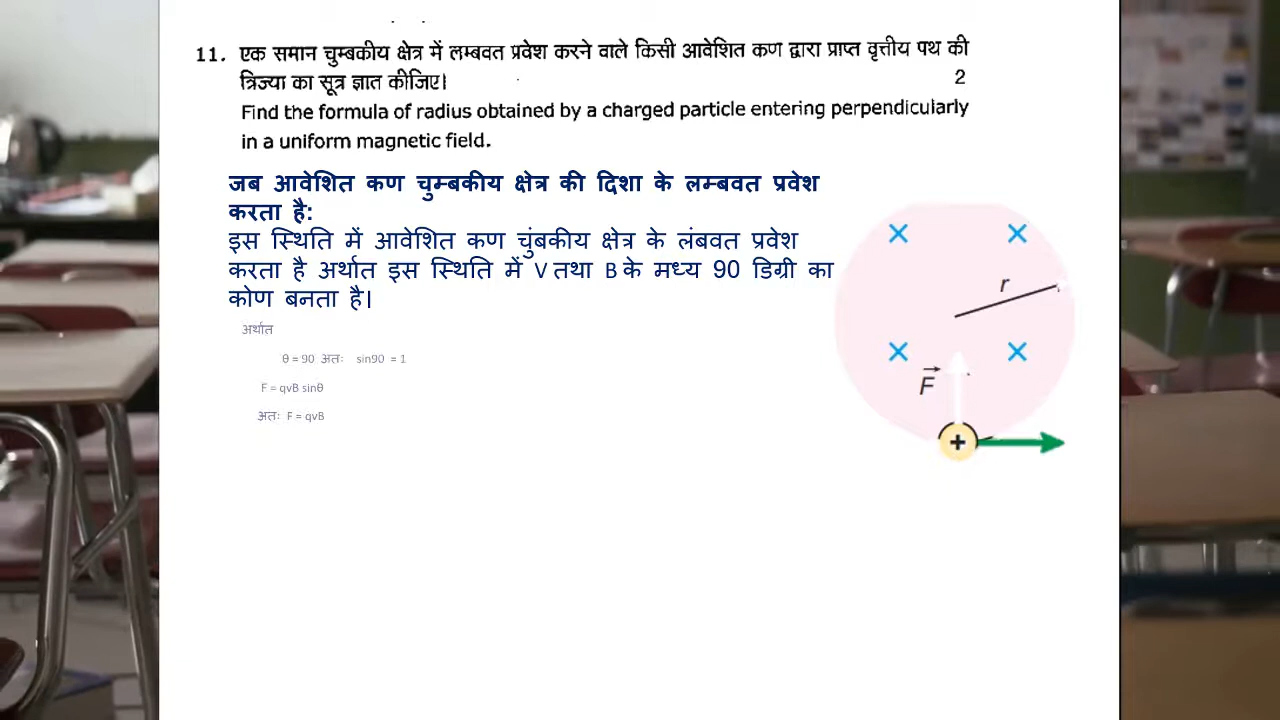 11. एक समान चुम्बकीय क्षेत्र में लम्बवत प्रवेश करने वाले किसी आवेशित कण द्वारा प्राप्त वृत्तीय पथ की
त्रिज्या का सूत्र ज्ञात कीजिए। 2
Find the formula of radius obtained by a charged particle entering perpendicularly
in a uniform magnetic field.
जब आवेशित कण चुम्बकीय क्षेत्र की दिशा के लम्बवत प्रवेश
करता है:
इस स्थिति में आवेशित कण चुंबकीय क्षेत्र के लंबवत प्रवेश
करता है अर्थात इस स्थिति में V तथा B के मध्य 90 डिग्री का
कोण बनता है।
अर्थात
θ = 90 अतः sin90 = 1
F = qvB sinθ
अतः F = qvB
r
F
+